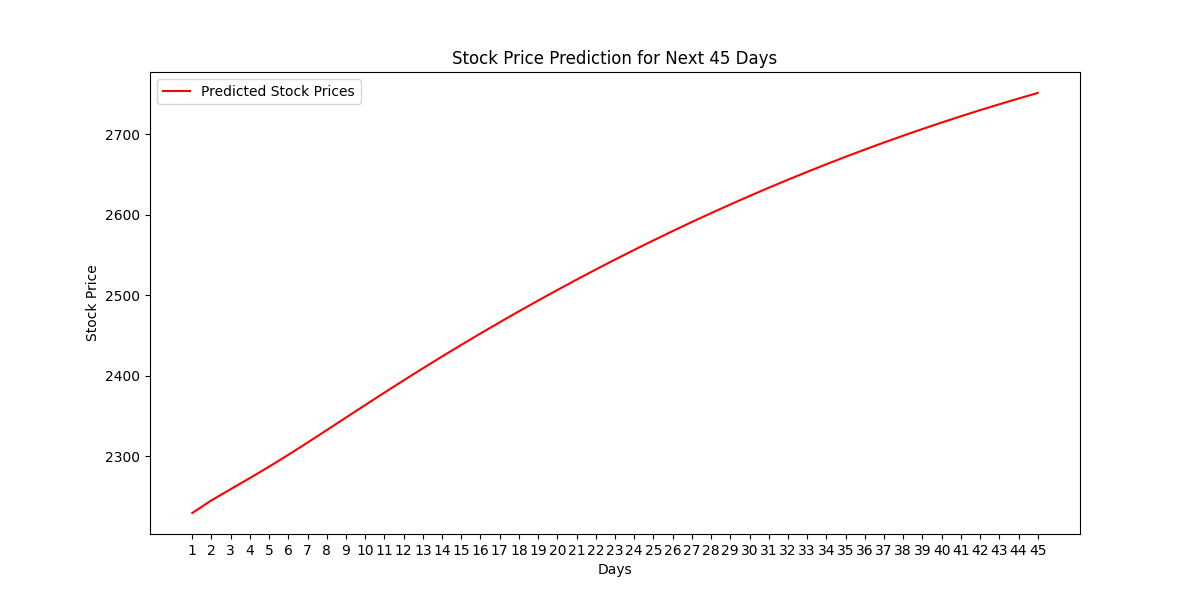 Stock Price Prediction for Next 45 Days
Predicted Stock Prices
2700
2600
2500
2400
2300
Stock Price
1 2 3 4 5 6 7 8 9 10 11 12 13 14 15 16 17 18 19 20 21 22 23 24 25 26 27 28 29 30 31 32 33 34 35 36 37 38 39 40 41 42 43 44 45
Days